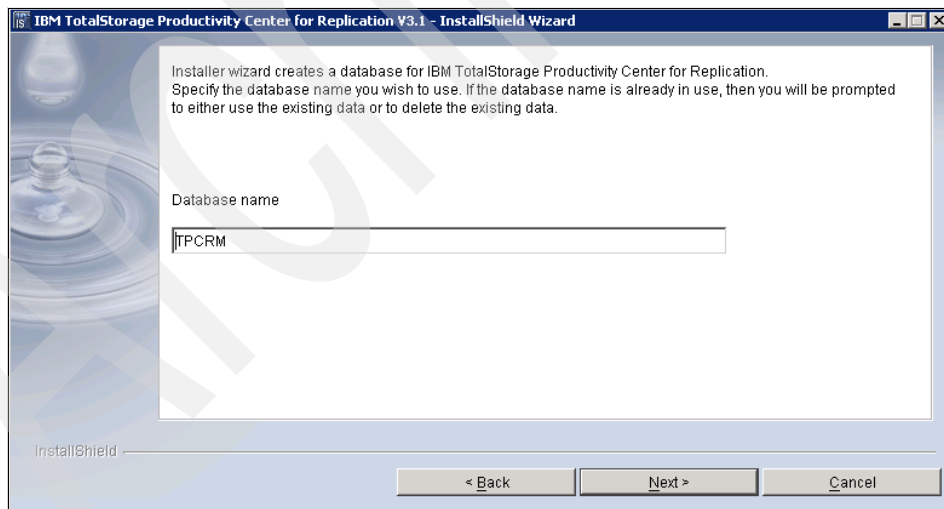 IBM TotalStorage Productivity Center for Replication V3.1 - InstallShield Wizard
Installer wizard creates a database for IBM TotalStorage Productivity Center for Replication.
Specify the database name you wish to use. If the database name is already in use, then you will be prompted
to either use the existing data or to delete the existing data.
Database name
TPCRM
InstallShield
< Back Next > Cancel